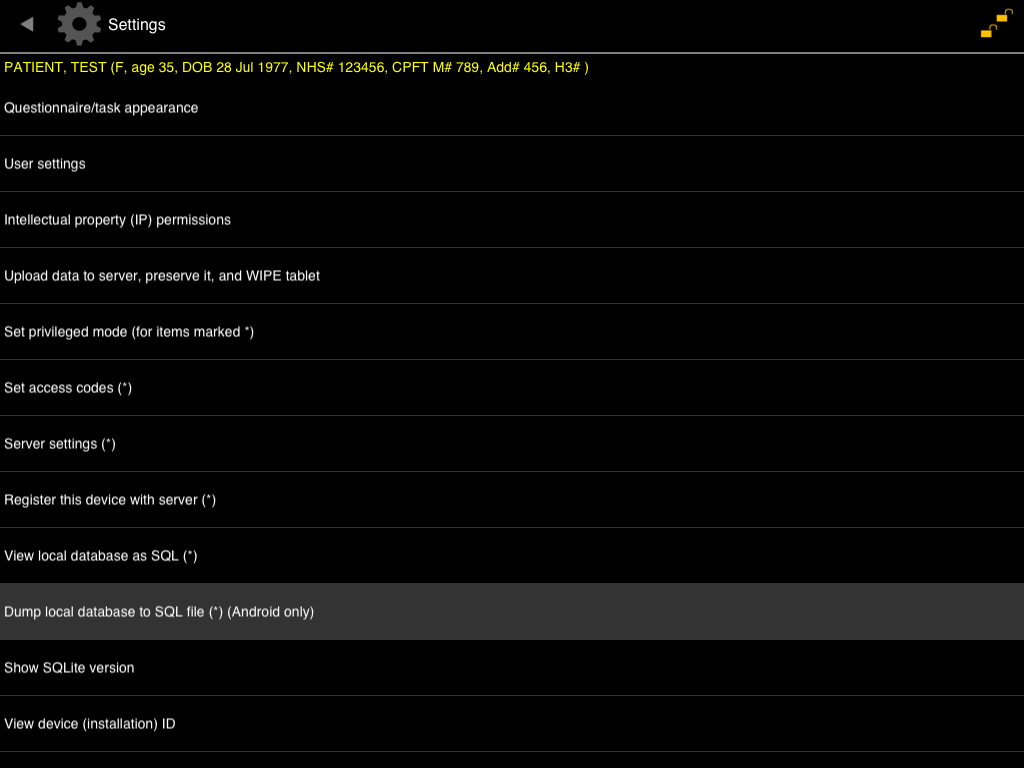 Settings
PATIENT, TEST (F, age 35, DOB 28 Jul 1977, NHS# 123456, CPFT M# 789, Add# 456, H3# )
Questionnaire/task appearance
User settings
Intellectual property (IP) permissions
Upload data to server, preserve it, and WIPE tablet
Set privileged mode (for items marked *)
Set access codes (*)
Server settings (*)
Register this device with server (*)
View local database as SQL (*)
Dump local database to SQL file (*) (Android only)
Show SQLite version
View device (installation) ID